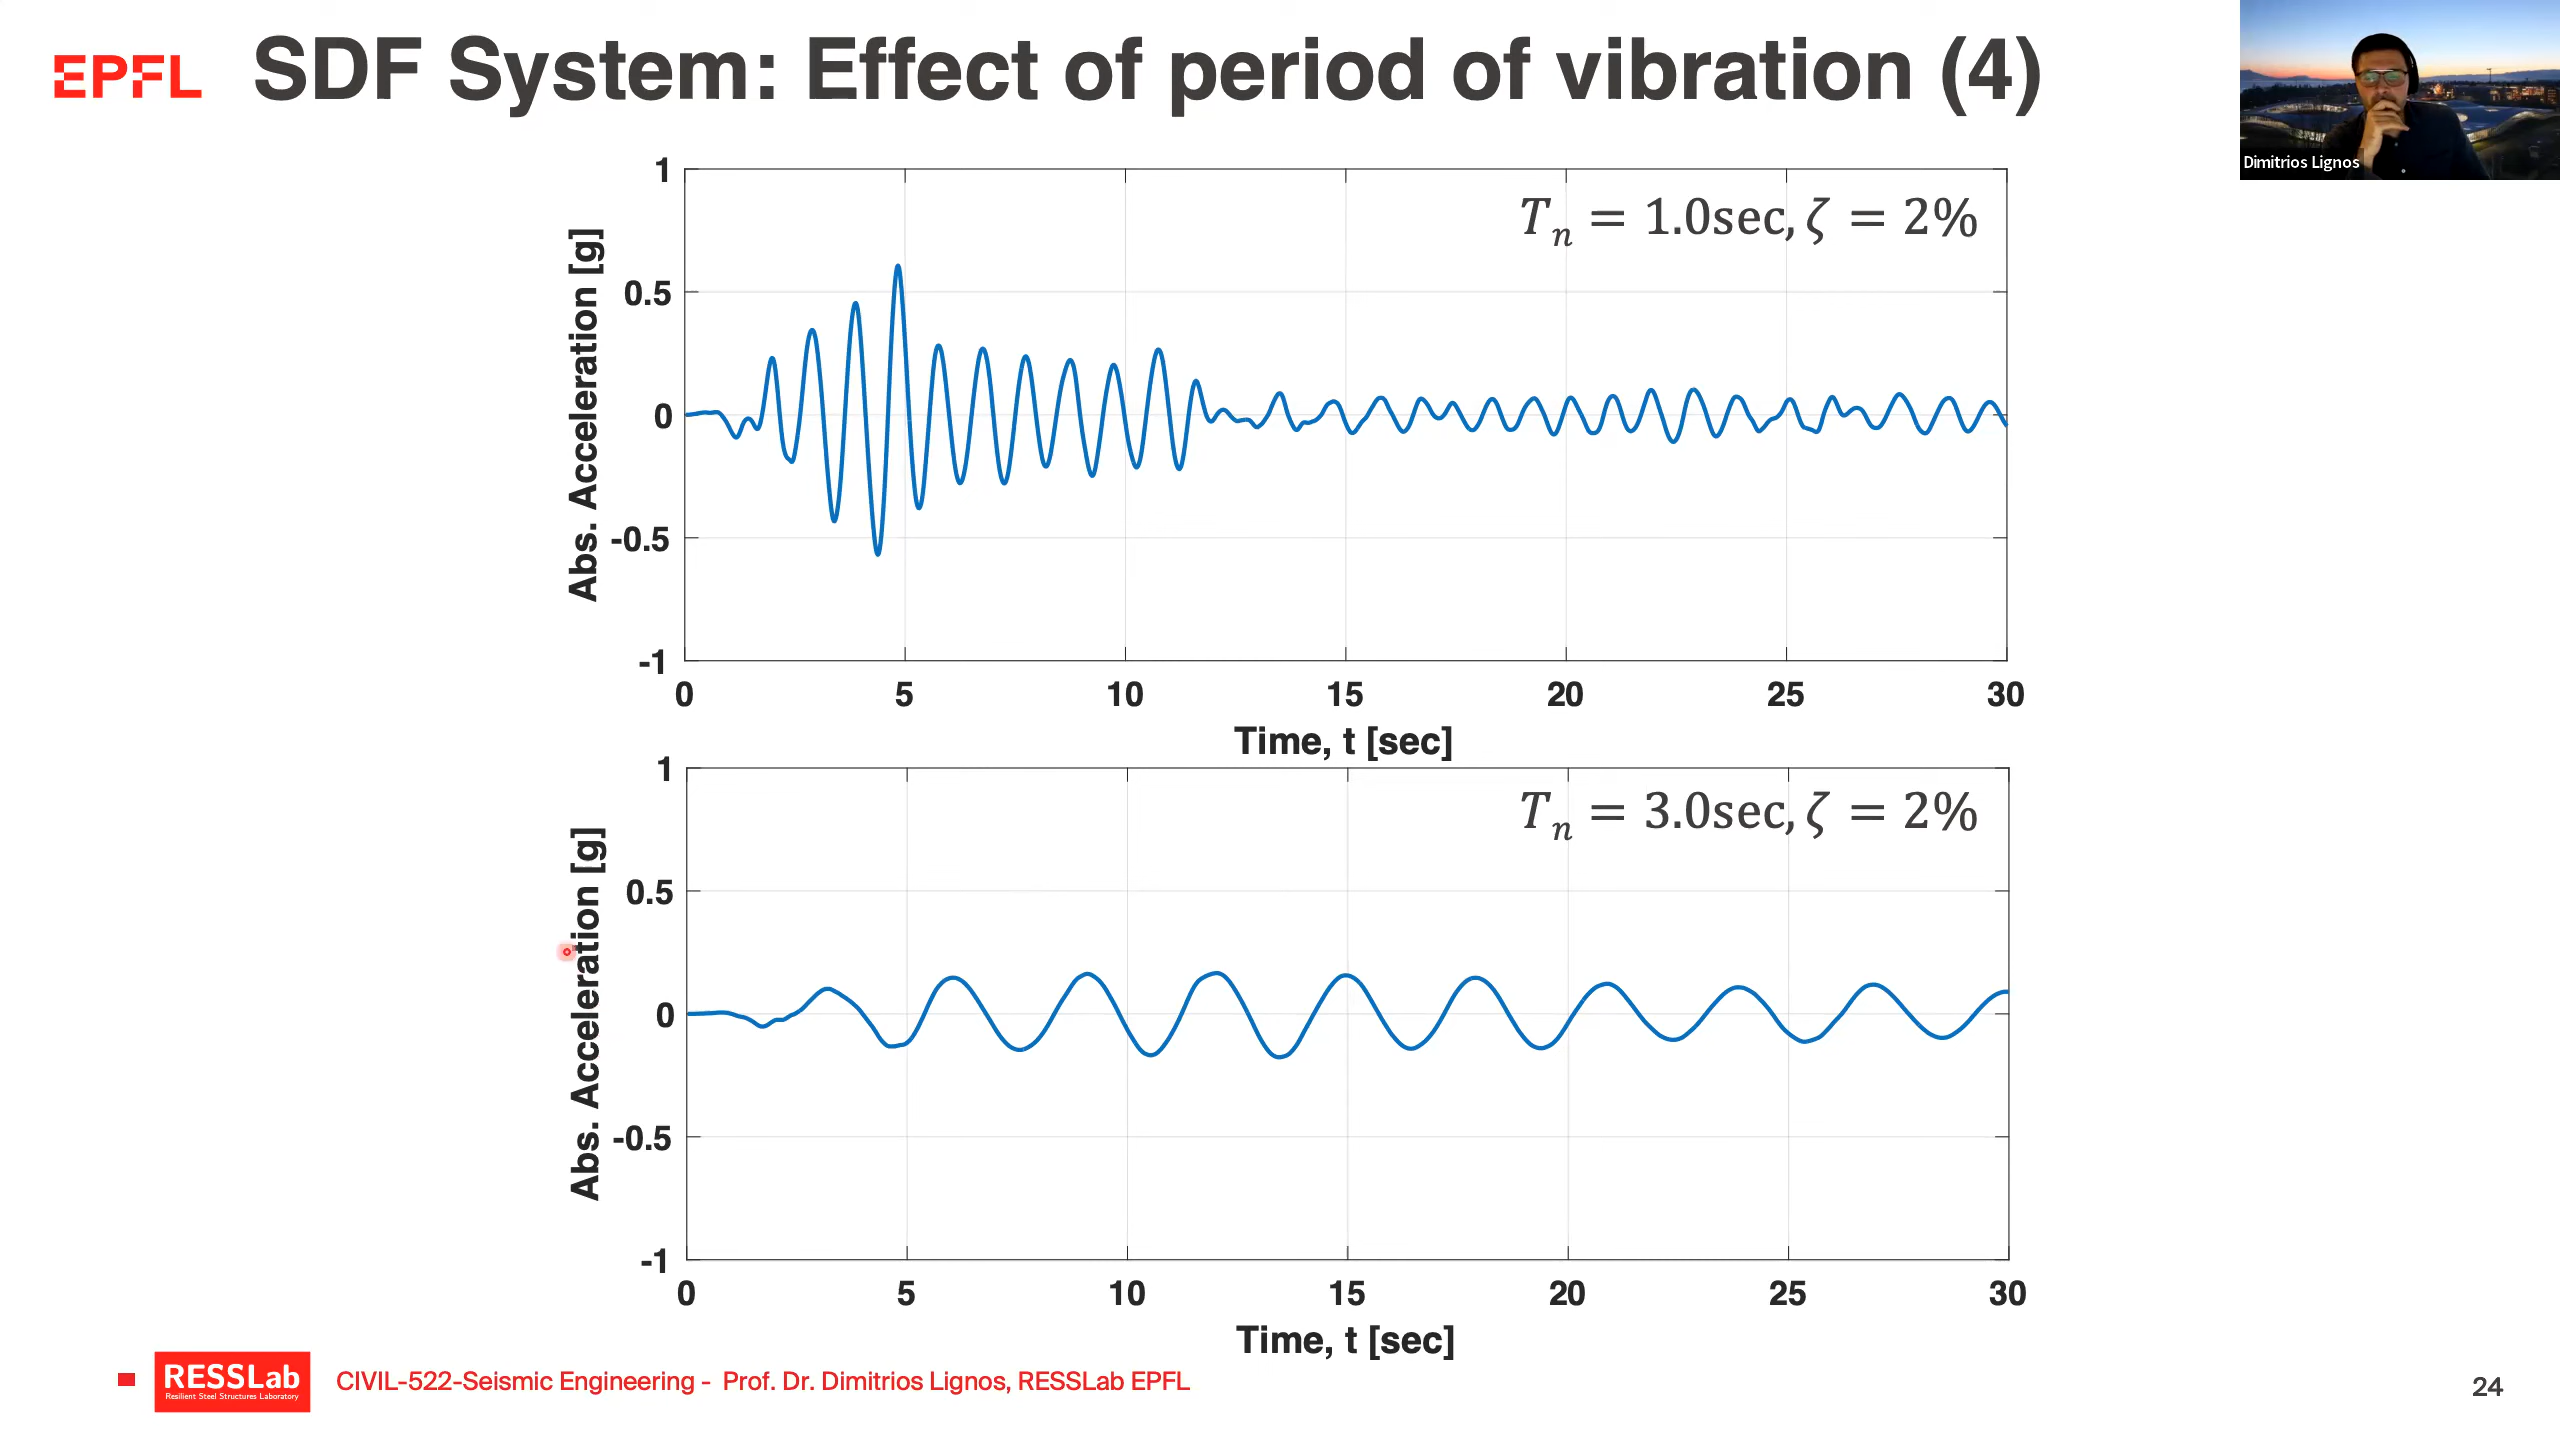 EPFL
SDF System: Effect of period of vibration (4)
Dimitrios Lignos
1
0.5
0
-0.5
-1
Abs. Acceleration [g]
T_n = 1.0sec, ζ = 2%
0 5 10 15 20 25 30
Time, t [sec]
1
0.5
0
-0.5
-1
Abs. Acceleration [g]
T_n = 3.0sec, ζ = 2%
0 5 10 15 20 25 30
Time, t [sec]
RESSLab
Resilient Steel Structures Laboratory
CIVIL-522-Seismic Engineering - Prof. Dr. Dimitrios Lignos, RESSLab EPFL
24